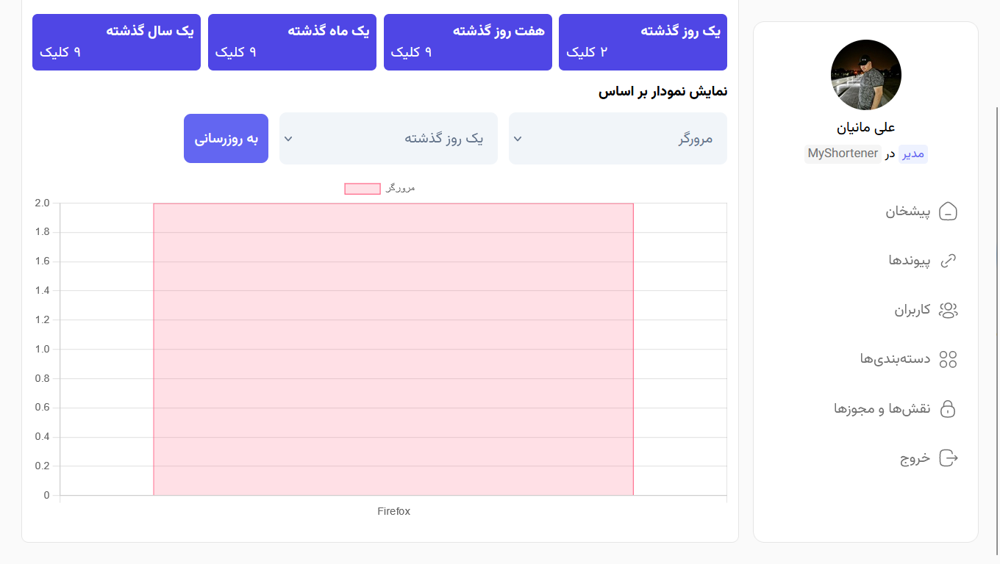 یک روز گذشته
۲ کلیک
هفت روز گذشته
۹ کلیک
یک ماه گذشته
۹ کلیک
یک سال گذشته
۹ کلیک
نمایش نمودار بر اساس
مرورگر
یک روز گذشته
به روزرسانی
مرورگر
2.0
1.8
1.6
1.4
1.2
1.0
0.8
0.6
0.4
0.2
0
Firefox
علی مانیان
مدیر در MyShortener
پیشخان
پیوندها
کاربران
دسته‌بندی‌ها
نقش‌ها و مجوزها
خروج